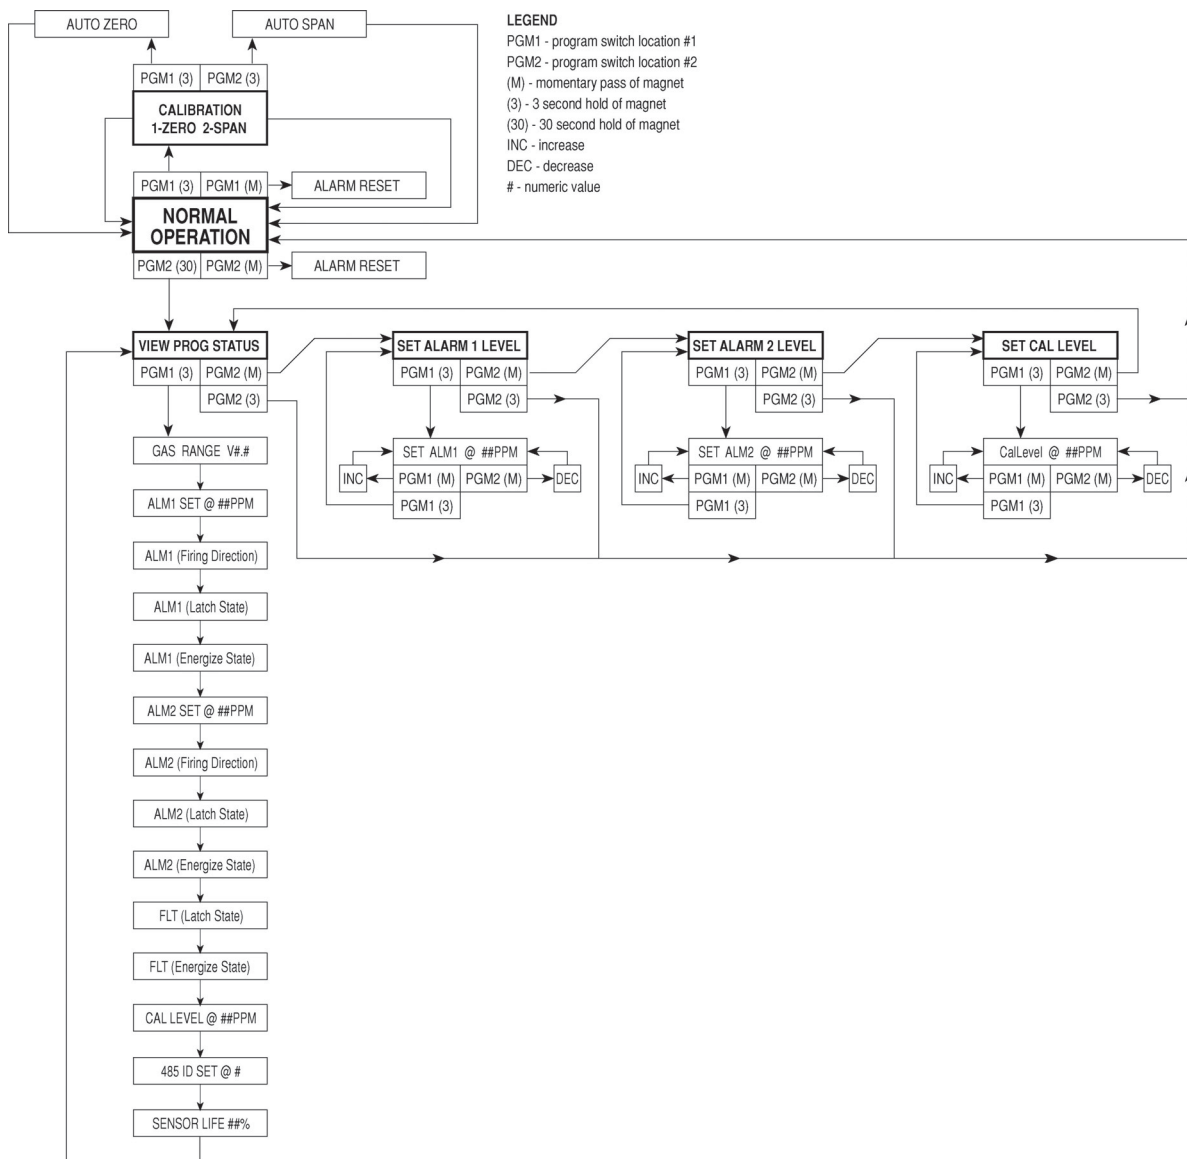 AUTO ZERO
AUTO SPAN
PGM1 (3) PGM2 (3)
CALIBRATION
1-ZERO 2-SPAN
PGM1 (3) PGM1 (M)
ALARM RESET
NORMAL
OPERATION
PGM2 (30) PGM2 (M)
ALARM RESET
LEGEND
PGM1 - program switch location #1
PGM2 - program switch location #2
(M) - momentary pass of magnet
(3) - 3 second hold of magnet
(30) - 30 second hold of magnet
INC - increase
DEC - decrease
# - numeric value
VIEW PROG STATUS
PGM1 (3) PGM2 (M)
PGM2 (3)
GAS RANGE V#.#
ALM1 SET @ ##PPM
ALM1 (Firing Direction)
ALM1 (Latch State)
ALM1 (Energize State)
ALM2 SET @ ##PPM
ALM2 (Firing Direction)
ALM2 (Latch State)
ALM2 (Energize State)
FLT (Latch State)
FLT (Energize State)
CAL LEVEL @ ##PPM
485 ID SET @ #
SENSOR LIFE ##%
SET ALARM 1 LEVEL
PGM1 (3) PGM2 (M)
PGM2 (3)
SET ALM1 @ ##PPM
INC PGM1 (M) PGM2 (M) DEC
PGM1 (3)
SET ALARM 2 LEVEL
PGM1 (3) PGM2 (M)
PGM2 (3)
SET ALM2 @ ##PPM
INC PGM1 (M) PGM2 (M) DEC
PGM1 (3)
SET CAL LEVEL
PGM1 (3) PGM2 (M)
PGM2 (3)
CalLevel @ ##PPM
INC PGM1 (M) PGM2 (M) DEC
PGM1 (3)